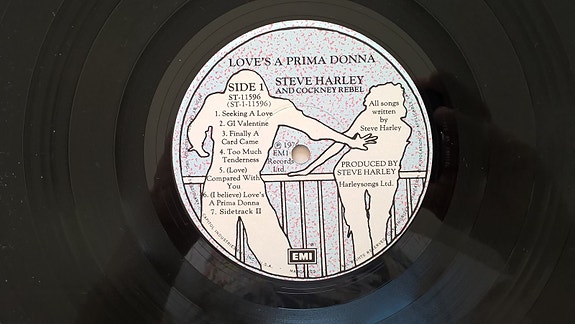 LOVE'S A PRIMA DONNA
STEVE HARLEY
AND COCKNEY REBEL
SIDE 1
ST-11596
(ST-1-11596)
1. Seeking A Love
2. GI Valentine
3. Finally A
Card Came
4. Too Much
Tenderness
5. (Love)
Compared With
You
6. (I believe) Love's
A Prima Donna
7. Sidetrack II
℗ 197
EMI
Records
Ltd.
All songs
written
by
Steve Harley
PRODUCED BY
STEVE HARLEY
Harleysongs Ltd.
EMI